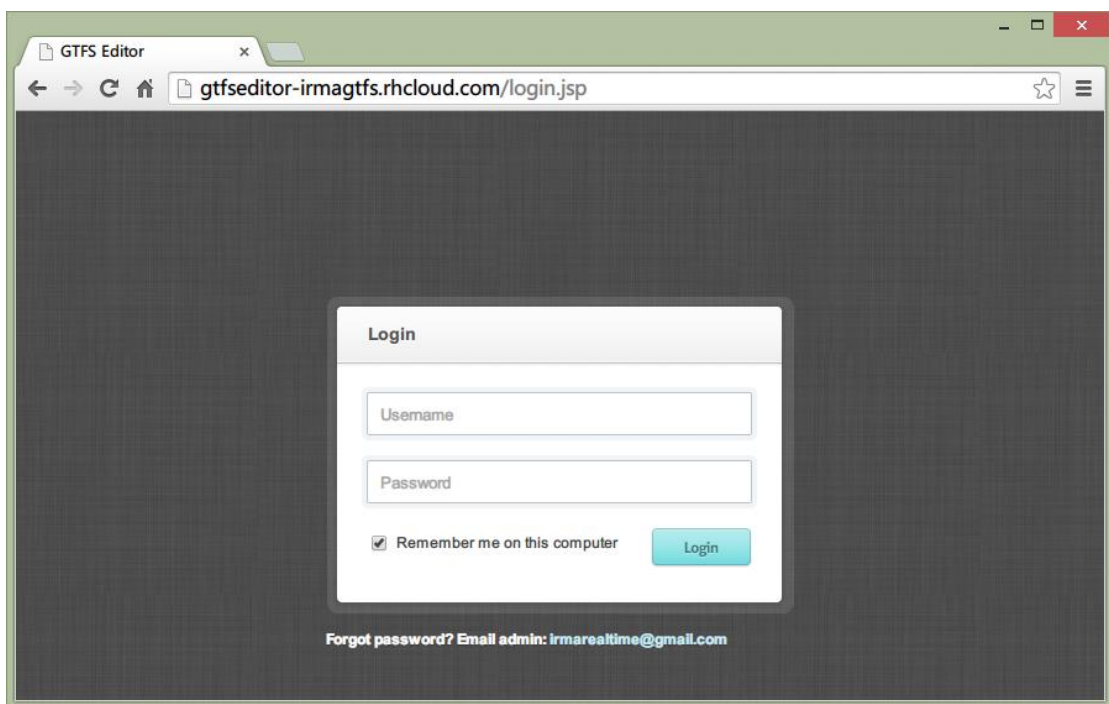 GTFS Editor
gtfseditor-irmagtfs.rhcloud.com/login.jsp
Login
Username
Password
Remember me on this computer
Login
Forgot password? Email admin: irmarealtime@gmail.com